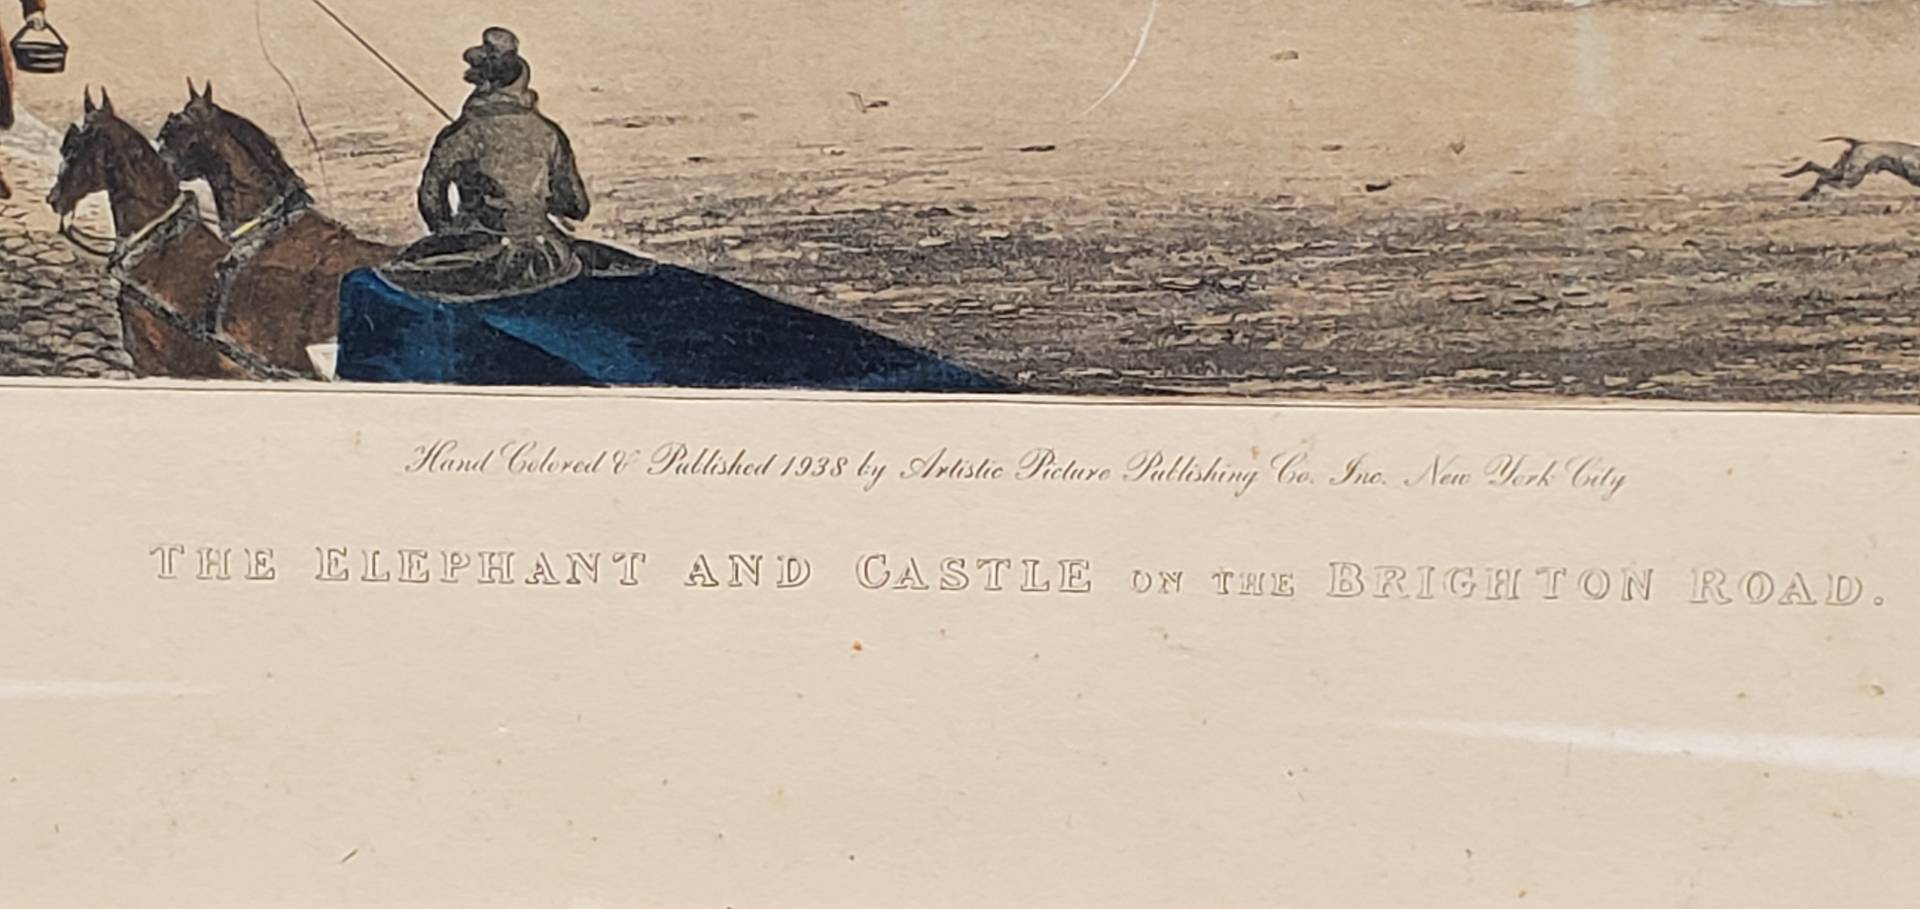 Hand Colored & Published 1938 by Artistic Picture Publishing Co. Inc. New York City
THE ELEPHANT AND CASTLE ON THE BRIGHTON ROAD.